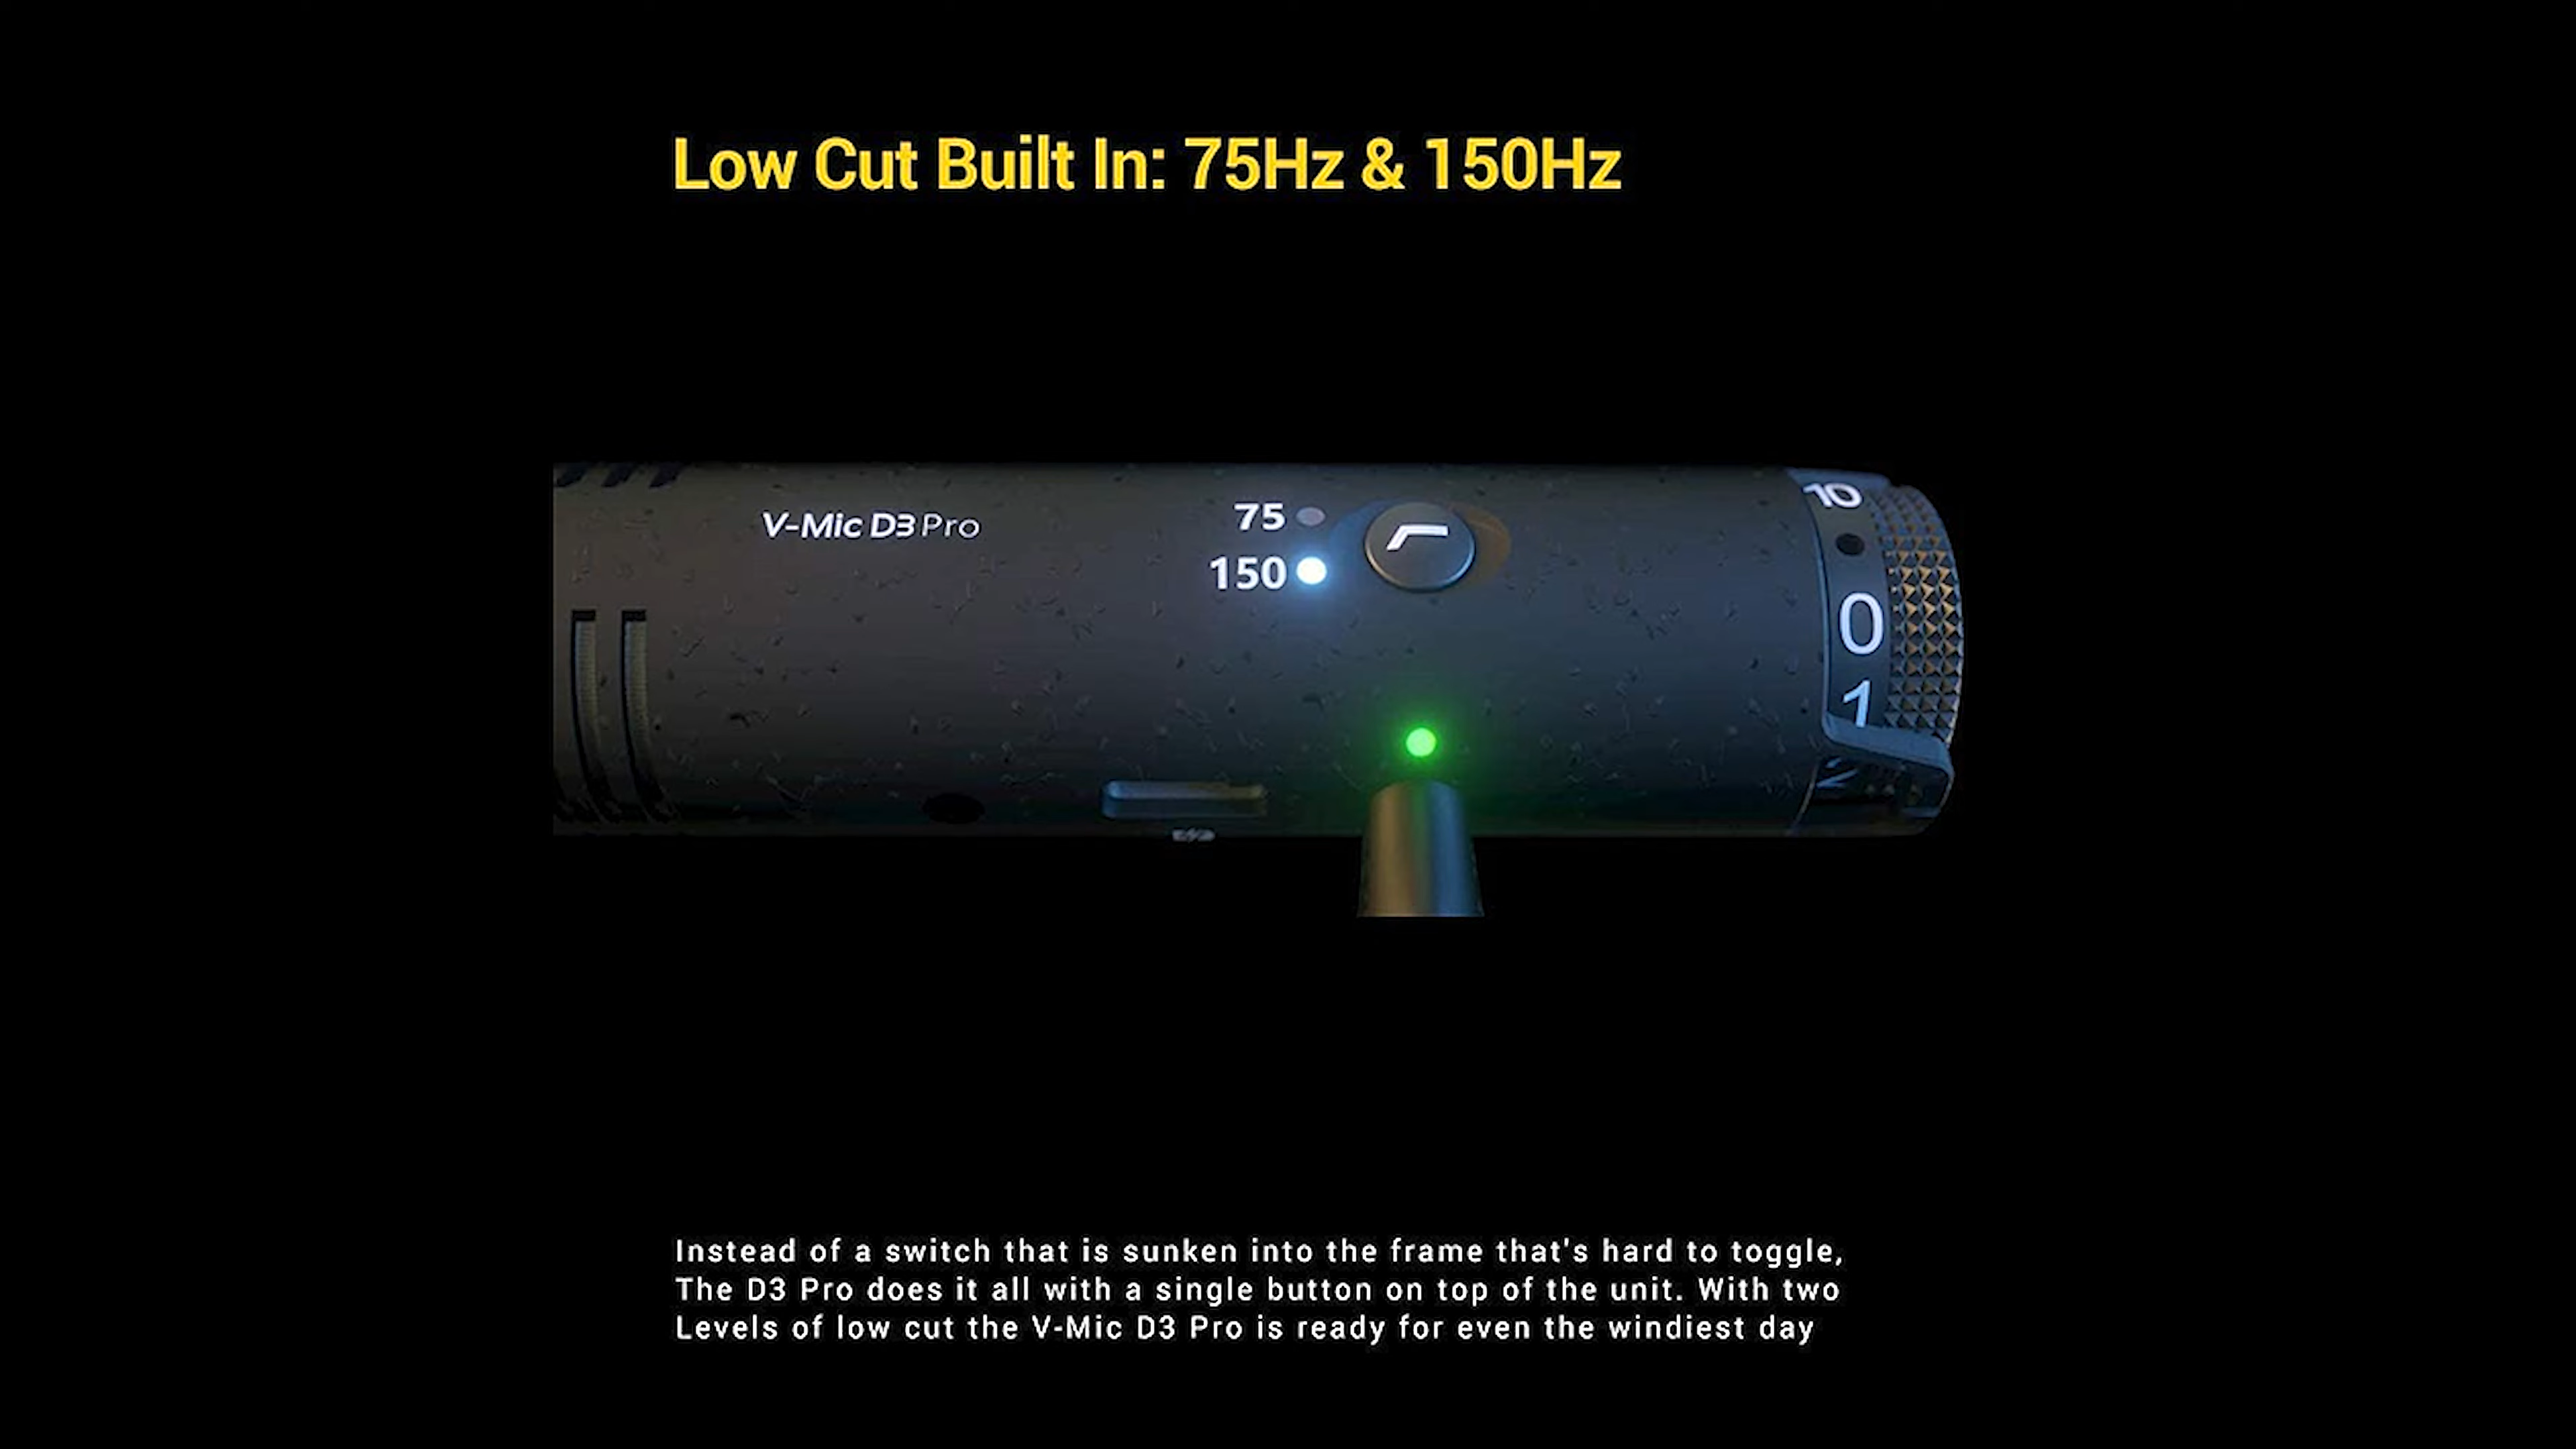 Low Cut Built In: 75Hz & 150Hz
V-Mic D3 Pro
75
150
10
0
1
2
Instead of a switch that is sunken into the frame that's hard to toggle,
The D3 Pro does it all with a single button on top of the unit. With two
Levels of low cut the V-Mic D3 Pro is ready for even the windiest day